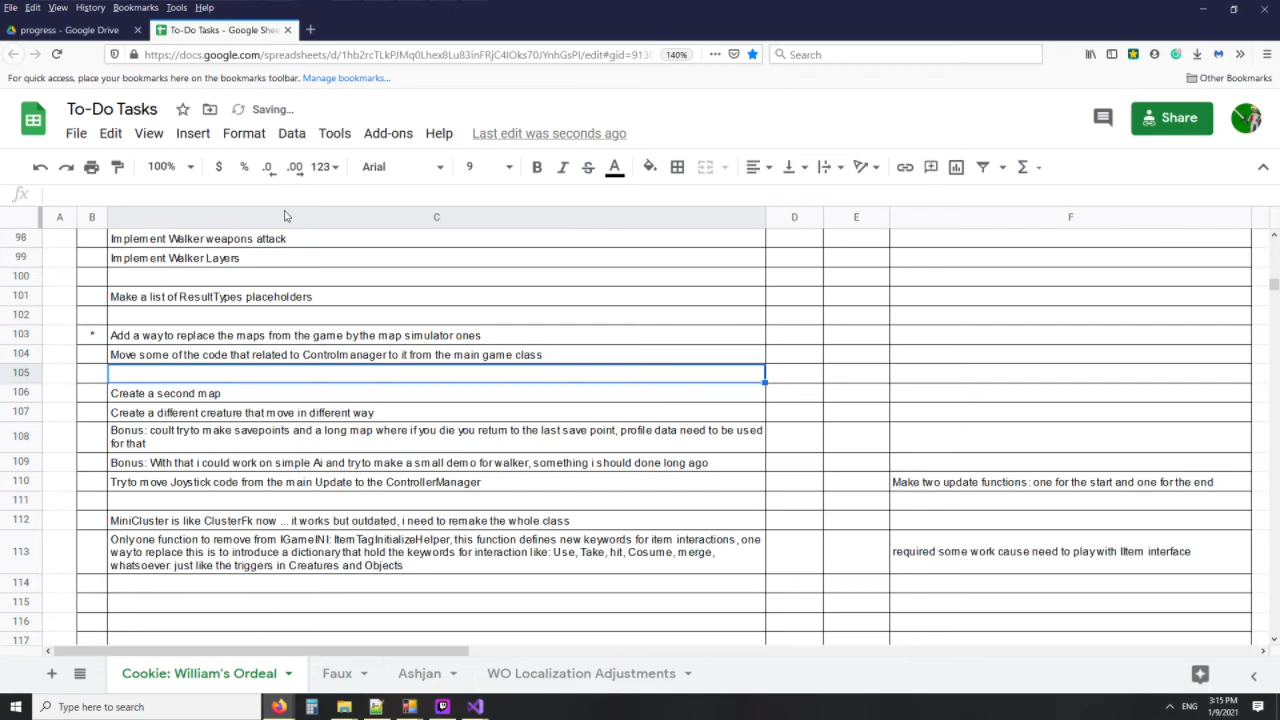 File Edit View History Bookmarks Tools Help
progress - Google Drive
To-Do Tasks - Google She
https://docs.google.com/spreadsheets/d/1hb2rcTLkPJMq0Lhex8Lu83inFRjC4IOks70JYnhGsPI/edit#gid=913
140%
Search
For quick access, place your bookmarks here on the bookmarks toolbar. Manage bookmarks...
Other Bookmarks
To-Do Tasks
Saving...
File Edit View Insert Format Data Tools Add-ons Help Last edit was seconds ago
Share
100% $ % .0 .00 123 Arial 9 B I S A
fx
A B C D E F
98 Implement Walker weapons attack
99 Implement Walker Layers
100
101 Make a list of ResultTypes placeholders
102
103 * Add a way to replace the maps from the game by the map simulator ones
104 Move some of the code that related to Controlmanager to it from the main game class
105
106 Create a second map
107 Create a different creature that move in different way
108 Bonus: coult try to make savepoints and a long map where if you die you return to the last save point, profile data need to be used
for that
109 Bonus: With that i could work on simple Ai and try to make a small demo for walker, something i should done long ago
110 Try to move Joystick code from the main Update to the ControllerManager Make two update functions: one for the start and one for the end
111
112 MiniCluster is like ClusterFk now ... it works but outdated, i need to remake the whole class
Only one function to remove from IGameINI: ItemTagInitializeHelper, this function defines new keywords for item interactions, one
113 way to replace this is to introduce a dictionary that hold the keywords for interaction like: Use, Take, hit, Cosume, merge, required some work cause need to play with IItem interface
whatsoever. just like the triggers in Creatures and Objects
114
115
116
117
Cookie: William's Ordeal Faux Ashjan WO Localization Adjustments
Type here to search
ENG
3:15 PM
1/9/2021